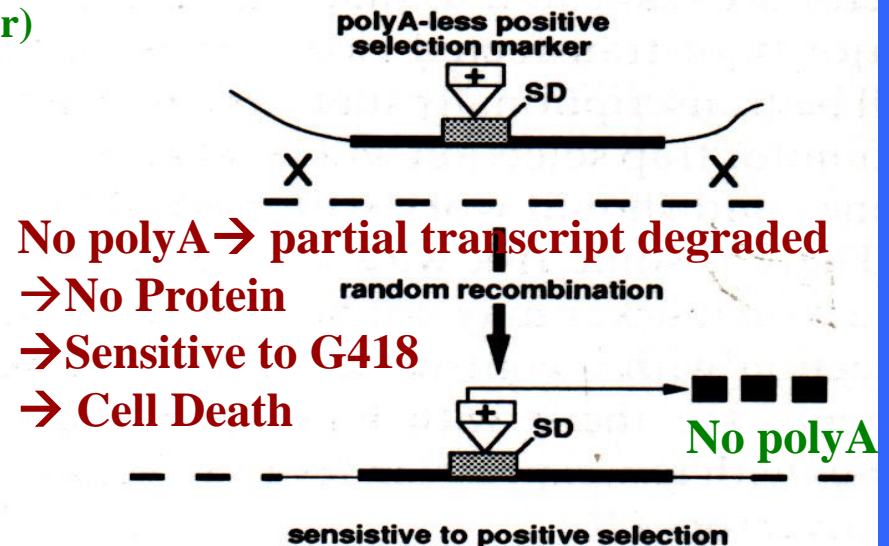 r)
polyA-less positive
selection marker
+
SD
X X
No polyA→ partial transcript degraded
→No Protein
random recombination
→Sensitive to G418
→ Cell Death
+
SD
No polyA
sensistive to positive selection